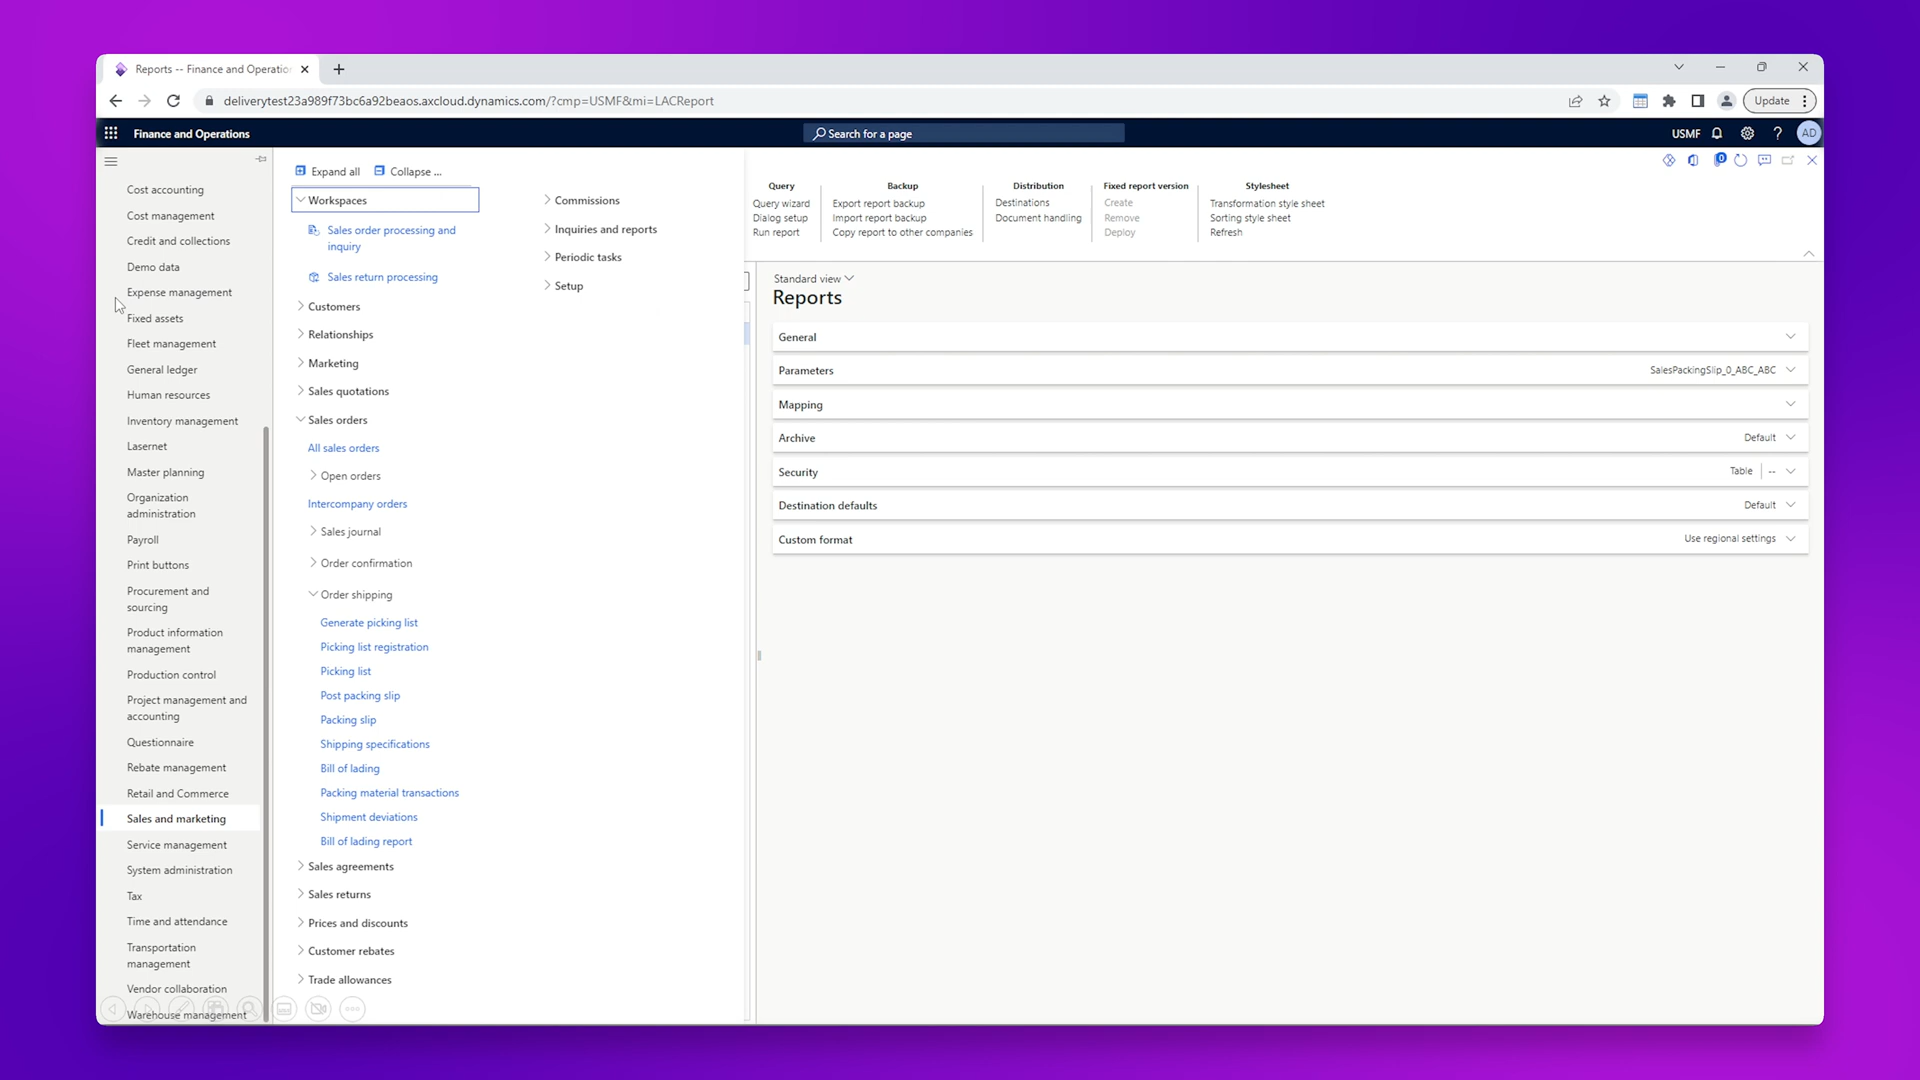 Reports -- Finance and Operation
deliverytest23a989f73bc6a92beaos.axcloud.dynamics.com/?cmp=USMF&mi=LACReport
Update
Finance and Operations
Search for a page
USMF
?
AD
Cost accounting
Cost management
Credit and collections
Demo data
Expense management
Fixed assets
Fleet management
General ledger
Human resources
Inventory management
Lasernet
Master planning
Organization
administration
Payroll
Print buttons
Procurement and
sourcing
Product information
management
Production control
Project management and
accounting
Questionnaire
Rebate management
Retail and Commerce
Sales and marketing
Service management
System administration
Tax
Time and attendance
Transportation
management
Vendor collaboration
Warehouse management
Expand all
Collapse ...
Workspaces
Sales order processing and
inquiry
Sales return processing
Customers
Relationships
Marketing
Sales quotations
Sales orders
All sales orders
Open orders
Intercompany orders
Sales journal
Order confirmation
Order shipping
Generate picking list
Picking list registration
Picking list
Post packing slip
Packing slip
Shipping specifications
Bill of lading
Packing material transactions
Shipment deviations
Bill of lading report
Sales agreements
Sales returns
Prices and discounts
Customer rebates
Trade allowances
Commissions
Inquiries and reports
Periodic tasks
Setup
0
Query
Query wizard
Dialog setup
Run report
Backup
Export report backup
Import report backup
Copy report to other companies
Distribution
Destinations
Document handling
Fixed report version
Create
Remove
Deploy
Stylesheet
Transformation style sheet
Sorting style sheet
Refresh
Standard view
Reports
General
Parameters SalesPackingSlip_0_ABC_ABC
Mapping
Archive Default
Security Table --
Destination defaults Default
Custom format Use regional settings